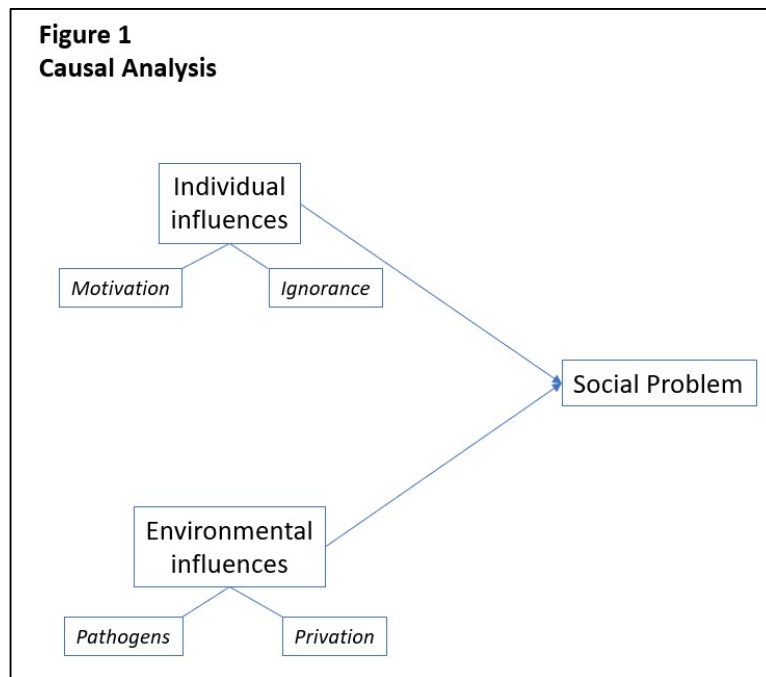 Figure 1
Causal Analysis
Individual
influences
Motivation
Ignorance
Social Problem
Environmental
influences
Pathogens
Privation